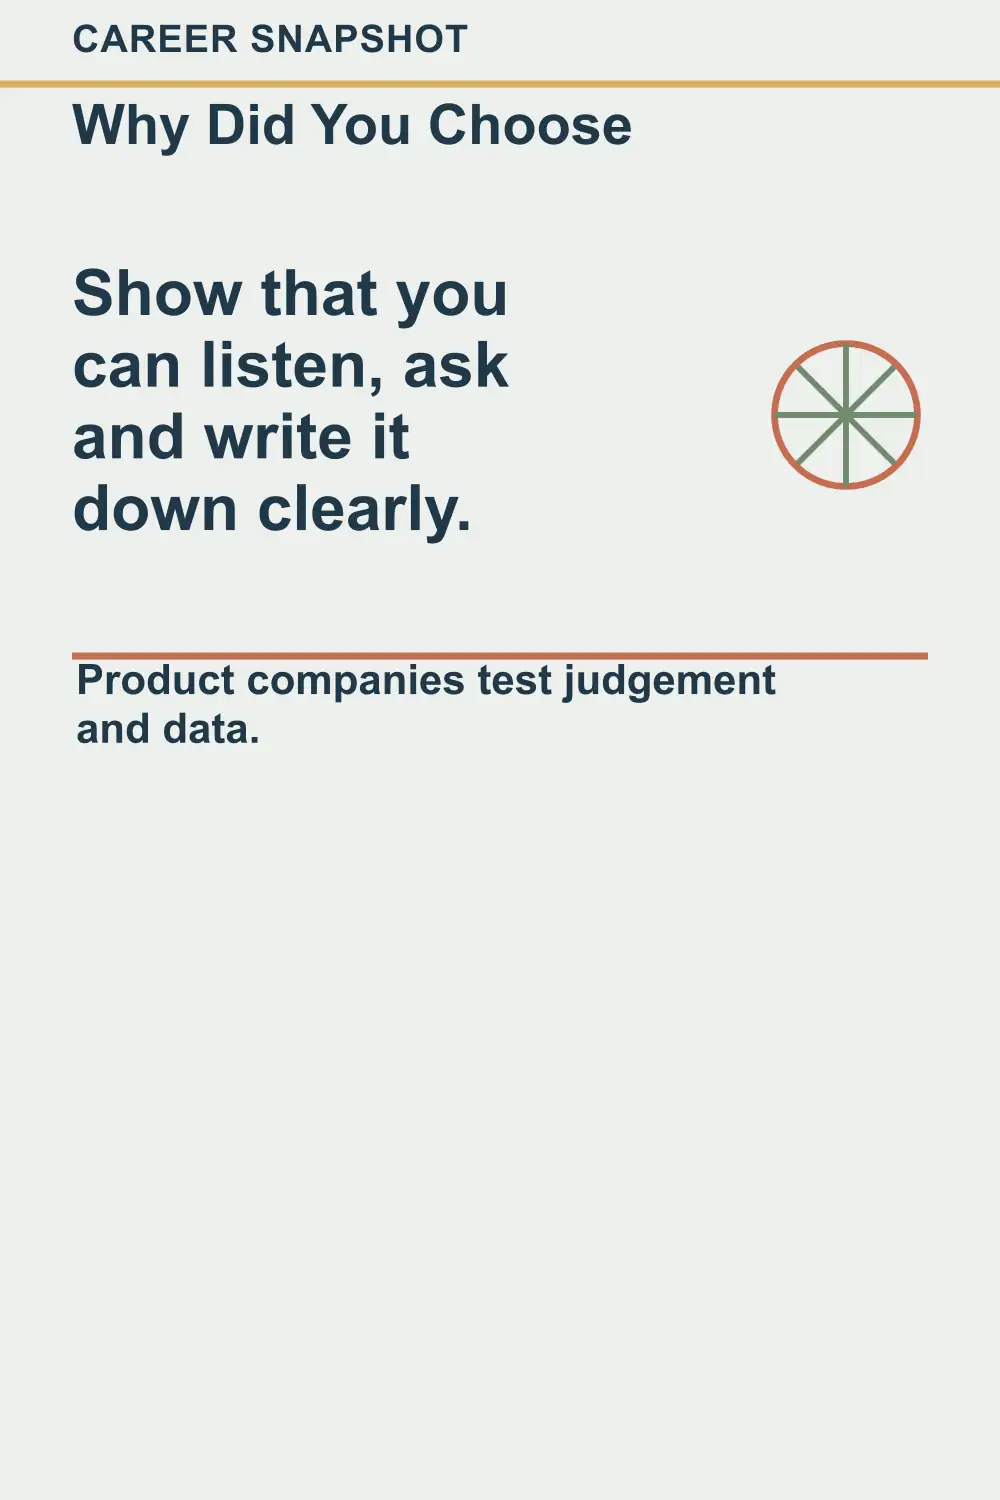 CAREER SNAPSHOT
Why Did You Choose
Show that you
can listen, ask
and write it
down clearly.
Product companies test judgement
and data.